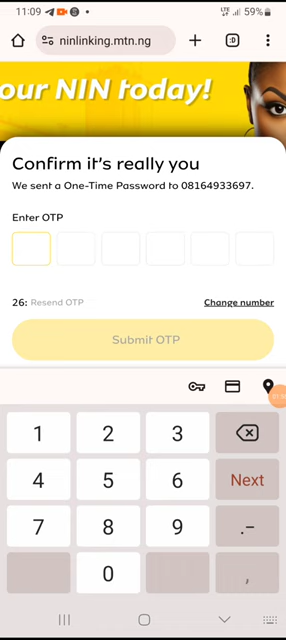 11:09
59%
ninlinking.mtn.ng
:D
our NIN today!
Confirm it's really you
We sent a One-Time Password to 08164933697.
Enter OTP
26: Resend OTP
Change number
Submit OTP
1 2 3
4 5 6 Next
7 8 9 .-
0 ,